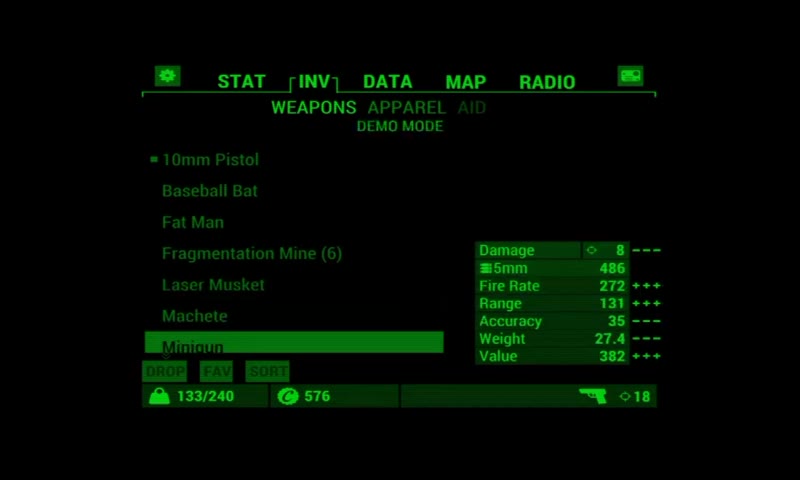 STAT INV DATA MAP RADIO
WEAPONS APPAREL AID
DEMO MODE
10mm Pistol
Baseball Bat
Fat Man
Fragmentation Mine (6)
Laser Musket
Machete
Minigun
Damage 8 ---
5mm 486
Fire Rate 272 +++
Range 131 +++
Accuracy 35 ---
Weight 27.4 ---
Value 382 +++
DROP FAV SORT
133/240 576 18